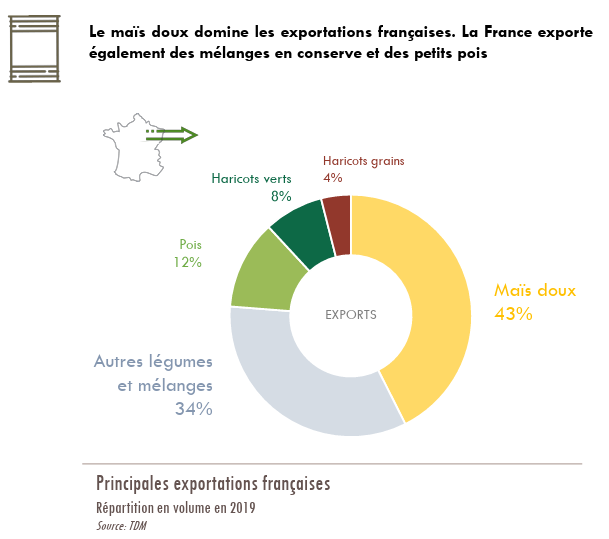 Le maïs doux domine les exportations françaises. La France exporte
également des mélanges en conserve et des petits pois
Haricots grains
4%
Haricots verts
8%
Pois
12%
Maïs doux
43%
EXPORTS
Autres légumes
et mélanges
34%
Principales exportations françaises
Répartition en volume en 2019
Source: TDM